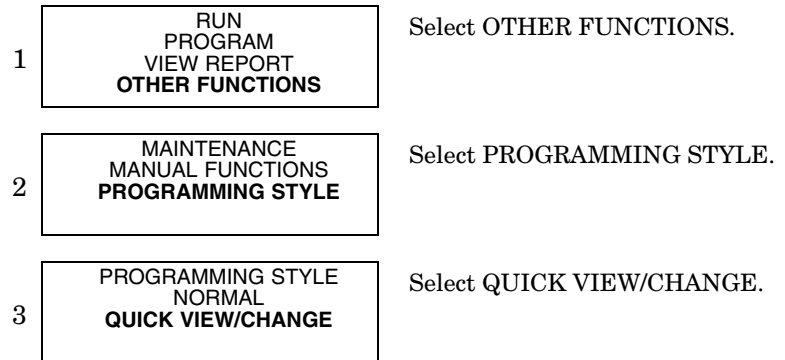 1
RUN
PROGRAM
VIEW REPORT
OTHER FUNCTIONS
Select OTHER FUNCTIONS.
2
MAINTENANCE
MANUAL FUNCTIONS
PROGRAMMING STYLE
Select PROGRAMMING STYLE.
3
PROGRAMMING STYLE
NORMAL
QUICK VIEW/CHANGE
Select QUICK VIEW/CHANGE.